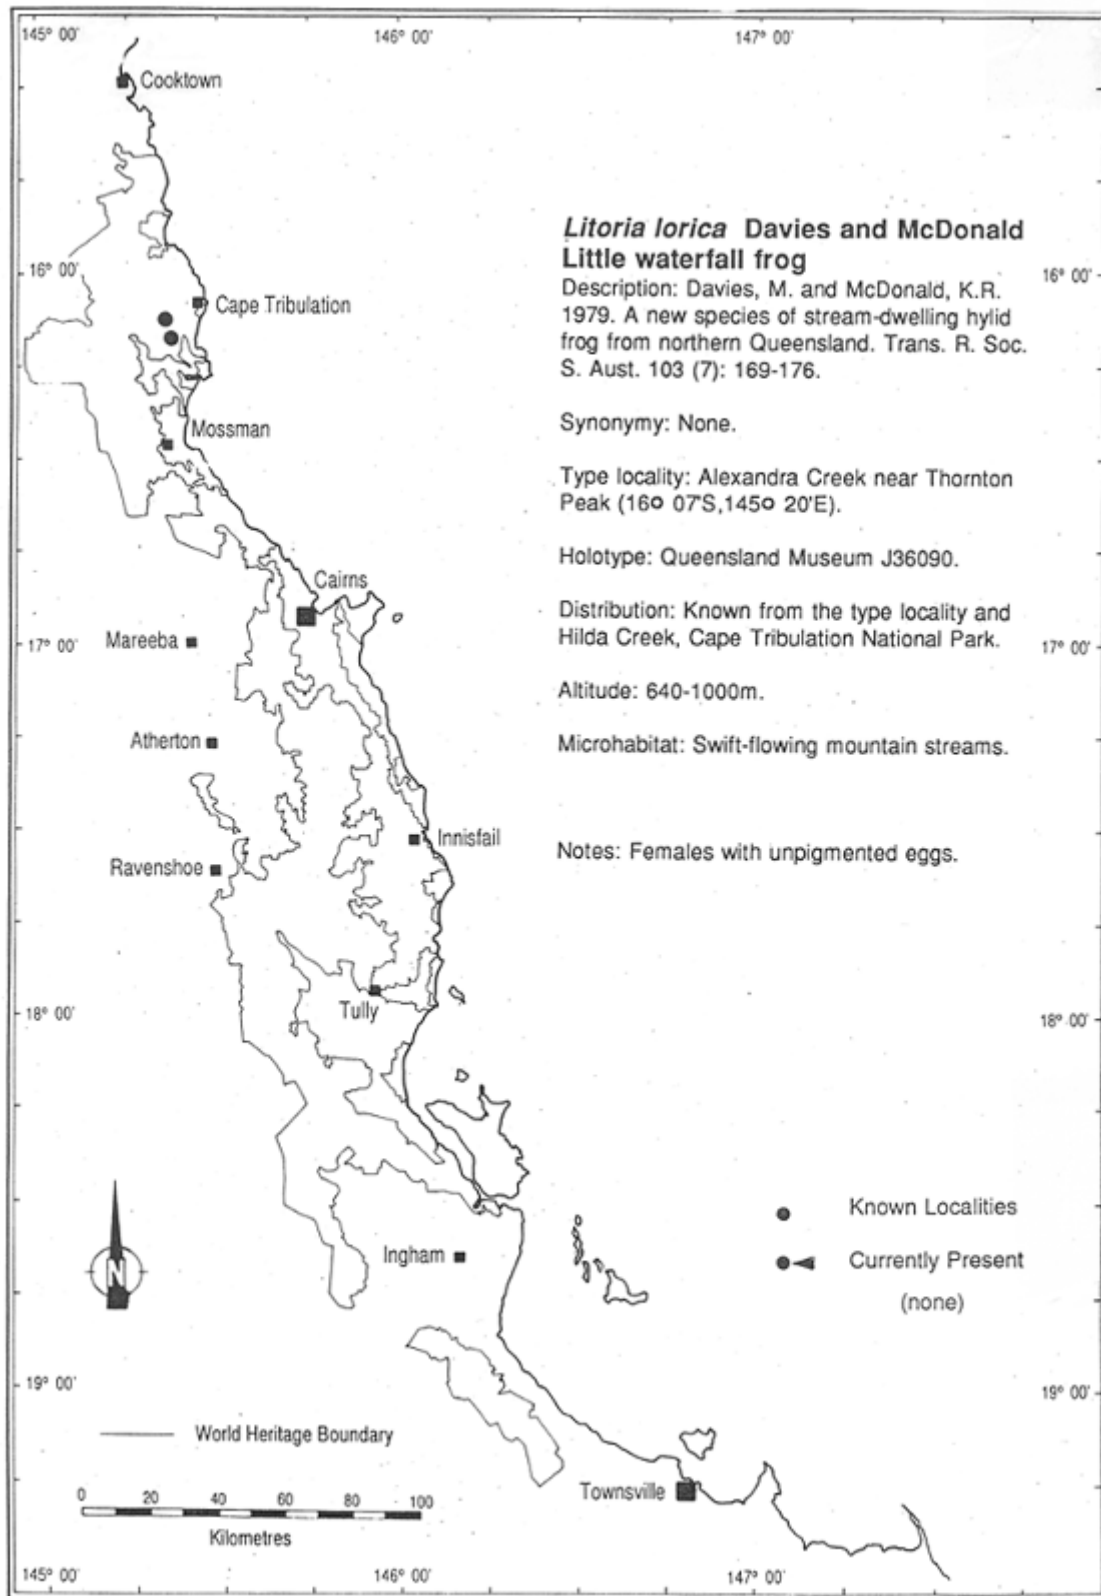 145° 00'
146° 00'
147° 00'
Cooktown
Litoria lorica Davies and McDonald
Little waterfall frog
16° 00'
16° 00'
Description: Davies, M. and McDonald, K.R.
1979. A new species of stream-dwelling hylid
frog from northern Queensland. Trans. R. Soc.
S. Aust. 103 (7): 169-176.
Cape Tribulation
Synonymy: None.
Mossman
Type locality: Alexandra Creek near Thornton
Peak (16o 07'S,145o 20'E).
Holotype: Queensland Museum J36090.
Cairns
Distribution: Known from the type locality and
Hilda Creek, Cape Tribulation National Park.
Mareeba
17° 00'
17° 00'
Altitude: 640-1000m.
Atherton
Microhabitat: Swift-flowing mountain streams.
Innisfail
Notes: Females with unpigmented eggs.
Ravenshoe
Tully
18° 00'
18° 00'
Known Localities
N
Ingham
Currently Present
(none)
19° 00'
19° 00'
World Heritage Boundary
Townsville
0 20 40 60 80 100
Kilometres
145° 00'
146° 00'
147° 00'